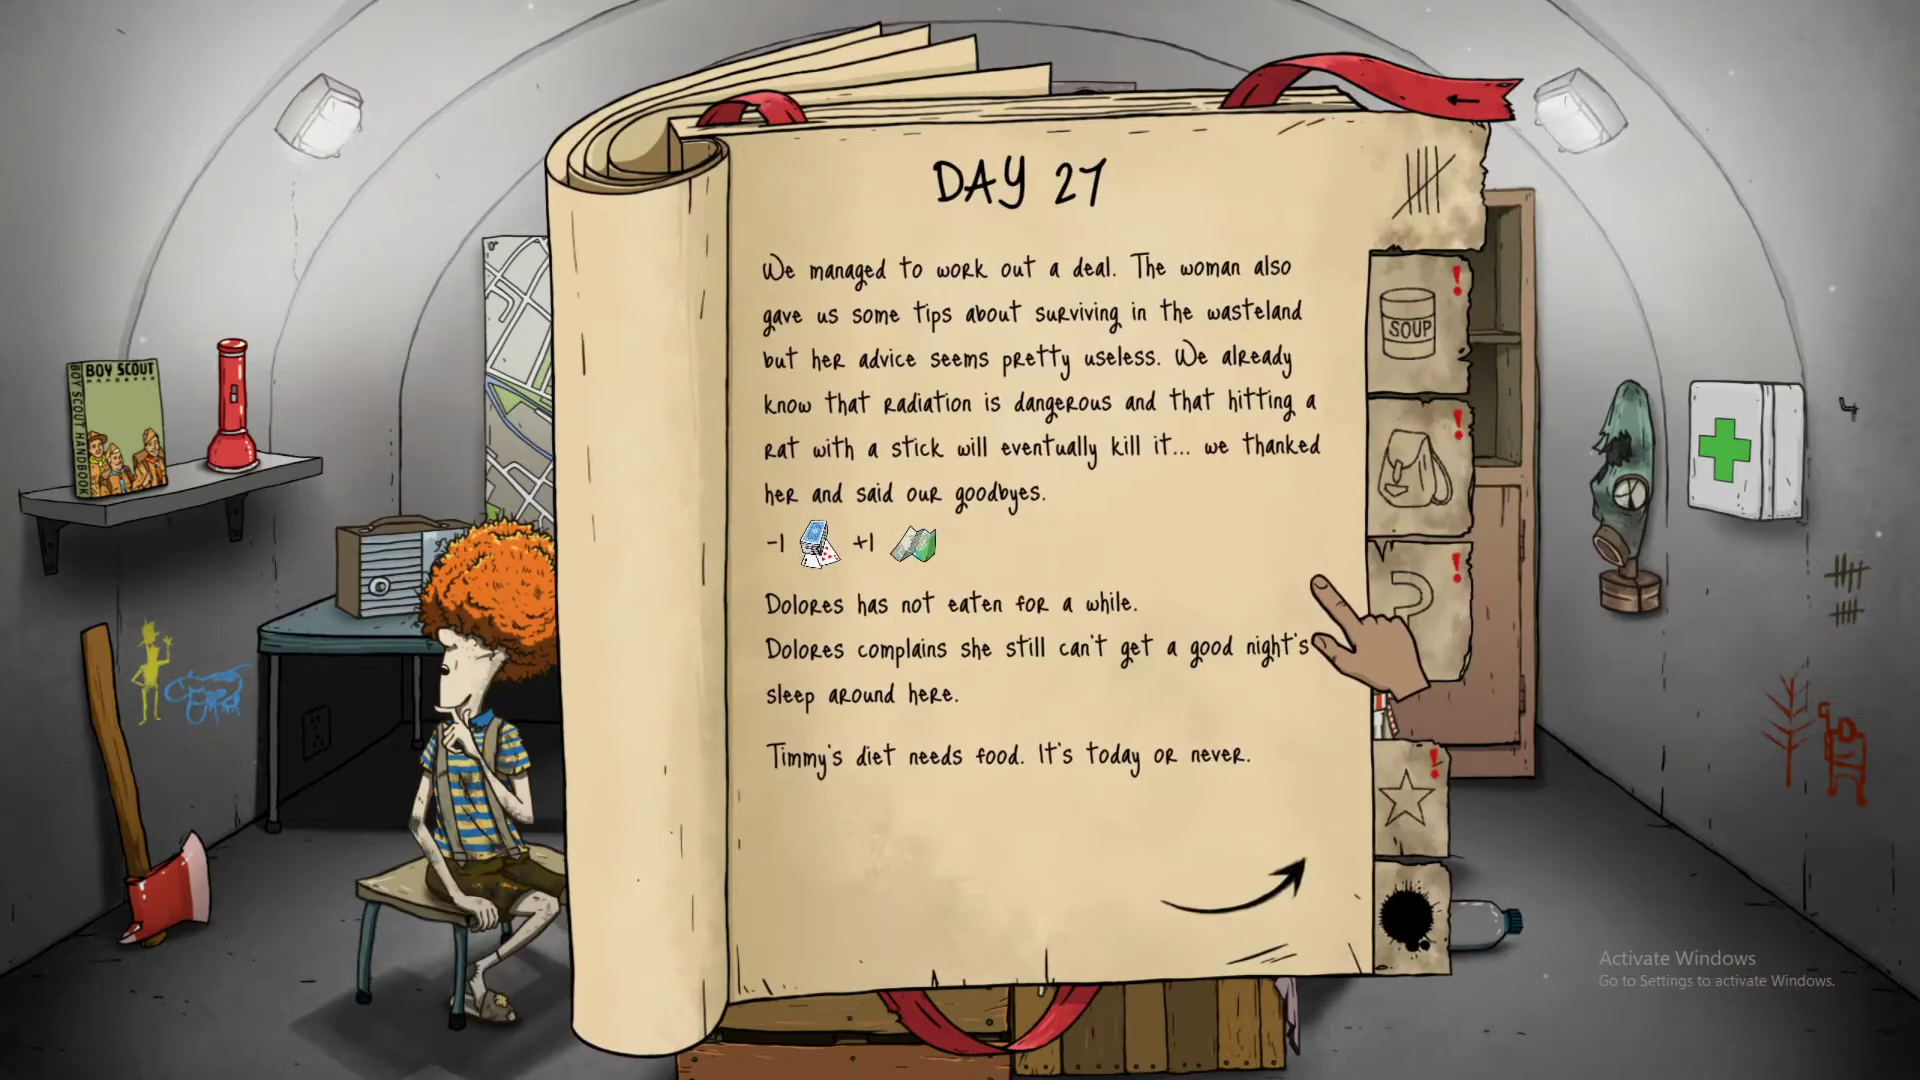 DAY 27
We managed to work out a deal. The woman also
gave us some tips about surviving in the wasteland
but her advice seems pretty useless. We already
know that radiation is dangerous and that hitting a
rat with a stick will eventually kill it... we thanked
her and said our goodbyes.
-1 +1
Dolores has not eaten for a while.
Dolores complains she still can't get a good night's
sleep around here.
Timmy's diet needs food. It's today or never.
SOUP
BOY SCOUT
HANDBOOK
BOY SCOUT HANDBOOK
Activate Windows
Go to Settings to activate Windows.